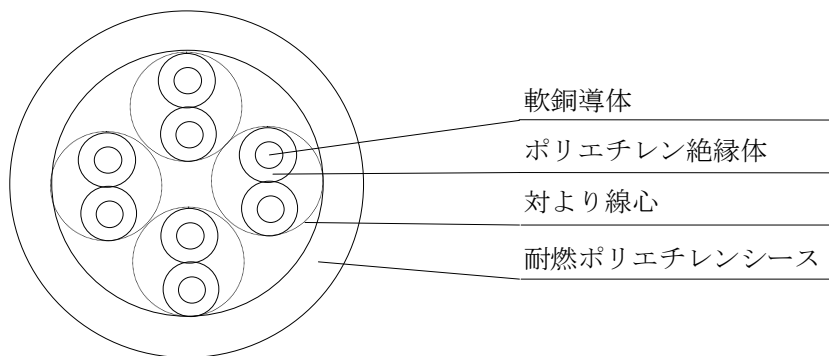 軟銅導体
ポリエチレン絶縁体
対より線心
耐燃ポリエチレンシース